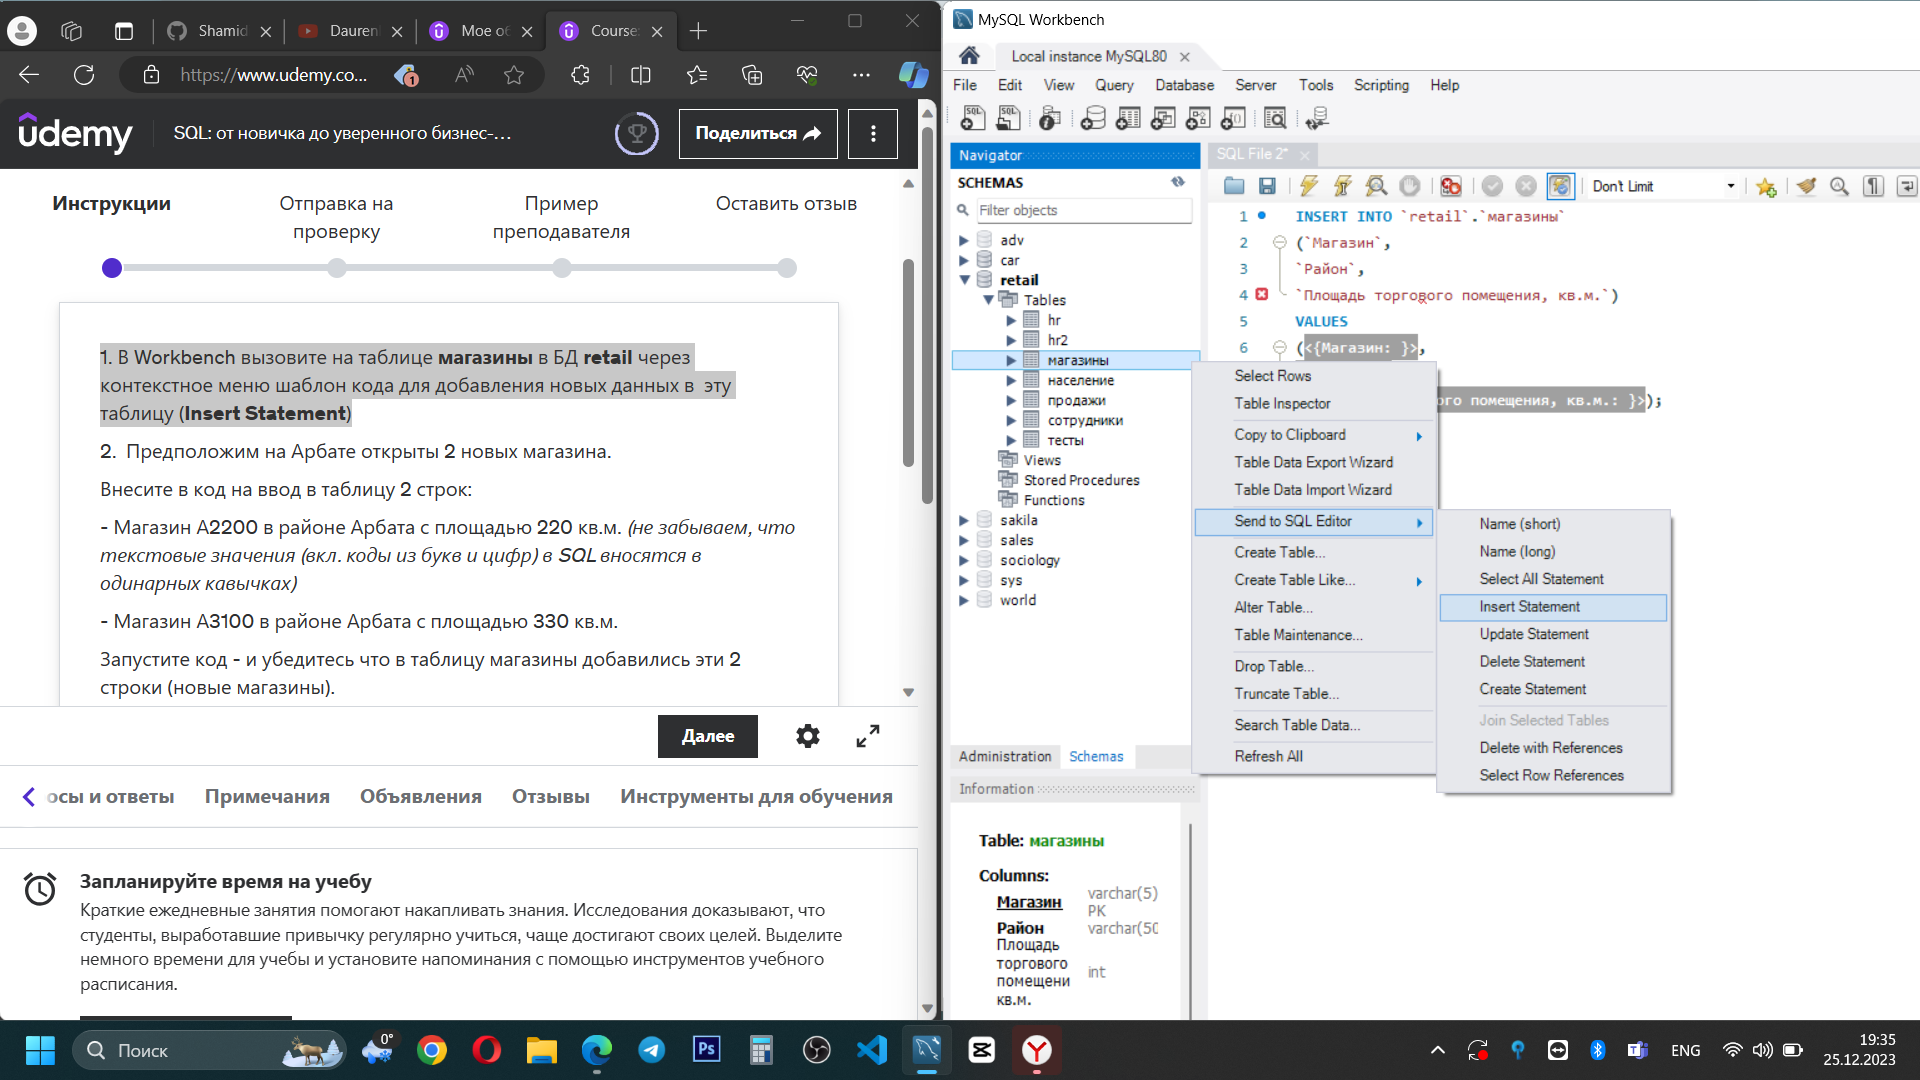 Shamid
Dauren
Мое об
Course:
https://www.udemy.co...
1
ûdemy
SQL: от новичка до уверенного бизнес-...
Поделиться
Инструкции
Отправка на
проверку
Пример
преподавателя
Оставить отзыв
1. В Workbench вызовите на таблице магазины в БД retail через
контекстное меню шаблон кода для добавления новых данных в эту
таблицу (Insert Statement)
2. Предположим на Арбате открыты 2 новых магазина.
Внесите в код на ввод в таблицу 2 строк:
- Магазин А2200 в районе Арбата с площадью 220 кв.м. (не забываем, что
текстовые значения (вкл. коды из букв и цифр) в SQL вносятся в
одинарных кавычках)
- Магазин А3100 в районе Арбата с площадью 330 кв.м.
Запустите код - и убедитесь что в таблицу магазины добавились эти 2
строки (новые магазины).
Далее
осы и ответы
Примечания
Объявления
Отзывы
Инструменты для обучения
Запланируйте время на учебу
Краткие ежедневные занятия помогают накапливать знания. Исследования доказывают, что
студенты, выработавшие привычку регулярно учиться, чаще достигают своих целей. Выделите
немного времени для учебы и установите напоминания с помощью инструментов учебного
расписания.
MySQL Workbench
Local instance MySQL80
File Edit View Query Database Server Tools Scripting Help
Navigator
SCHEMAS
Filter objects
adv
car
retail
Tables
hr
hr2
магазины
население
продажи
сотрудники
тесты
Views
Stored Procedures
Functions
sakila
sales
sociology
sys
world
Administration Schemas
Information
Table: магазины
Columns:
Магазин varchar(5)
PK
Район varchar(50
Площадь
торгового
помещени int
кв.м.
SQL File 2*
Don't Limit
1 INSERT INTO `retail`.`магазины`
2 (`Магазин`,
3 `Район`,
4 `Площадь торгового помещения, кв.м.`)
5 VALUES
6 (<{Магазин: }>,
ого помещения, кв.м.: }>);
Select Rows
Table Inspector
Copy to Clipboard
Table Data Export Wizard
Table Data Import Wizard
Send to SQL Editor
Create Table...
Create Table Like...
Alter Table...
Table Maintenance...
Drop Table...
Truncate Table...
Search Table Data...
Refresh All
Name (short)
Name (long)
Select All Statement
Insert Statement
Update Statement
Delete Statement
Create Statement
Join Selected Tables
Delete with References
Select Row References
Поиск
0°
Ps
ENG
19:35
25.12.2023